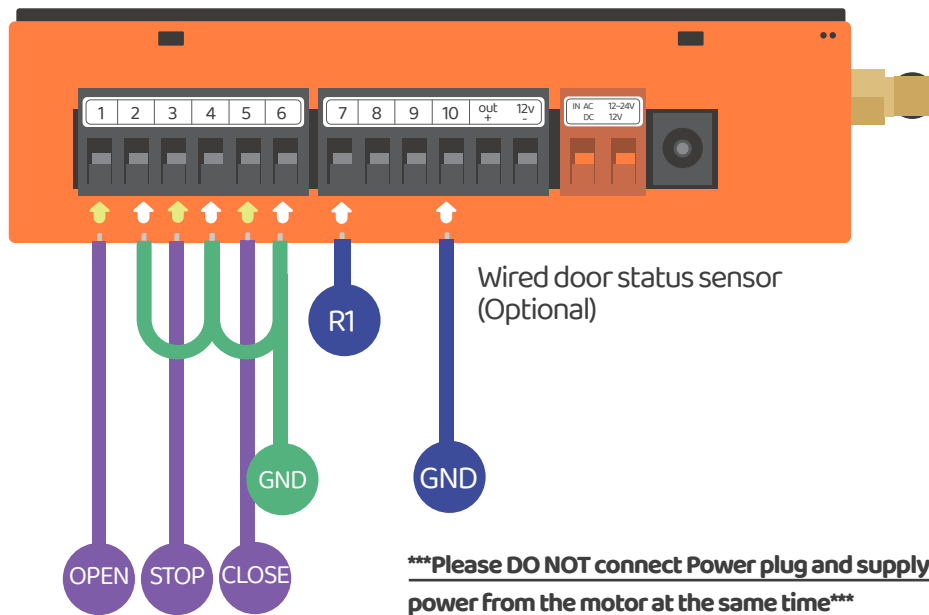 1 2 3 4 5 6
7 8 9 10 out + 12v -
IN AC 12-24V
DC 12V
Wired door status sensor
(Optional)
R1
GND
GND
OPEN STOP CLOSE
***Please DO NOT connect Power plug and supply
power from the motor at the same time***